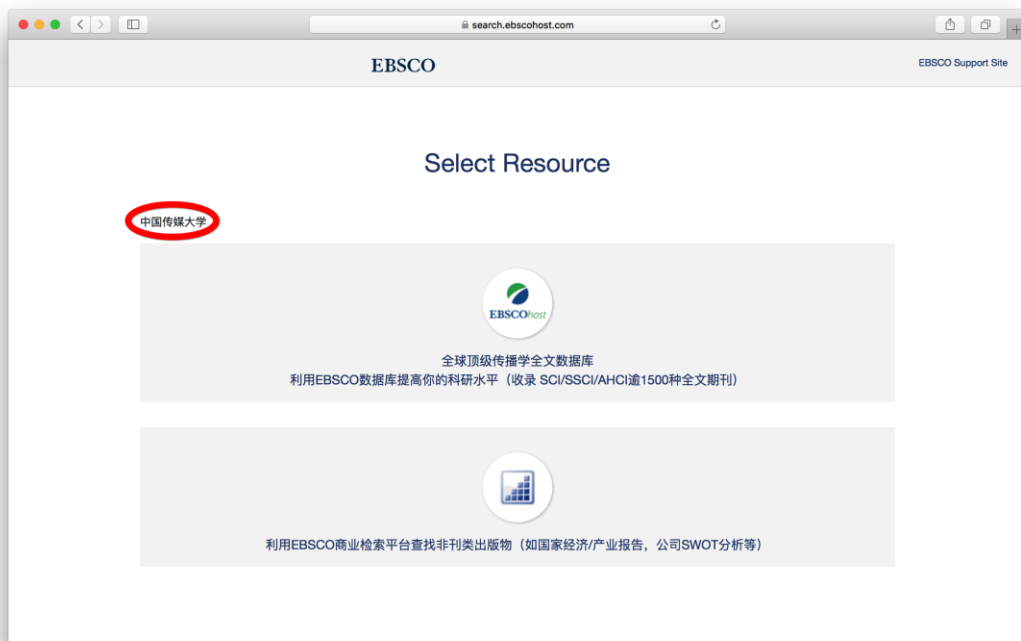 search.ebscohost.com
EBSCO
EBSCO Support Site
Select Resource
中国传媒大学
EBSCOhost
全球顶级传播学全文数据库
利用EBSCO数据库提高你的科研水平（收录 SCI/SSCI/AHCI逾1500种全文期刊）
利用EBSCO商业检索平台查找非刊类出版物（如国家经济/产业报告，公司SWOT分析等）